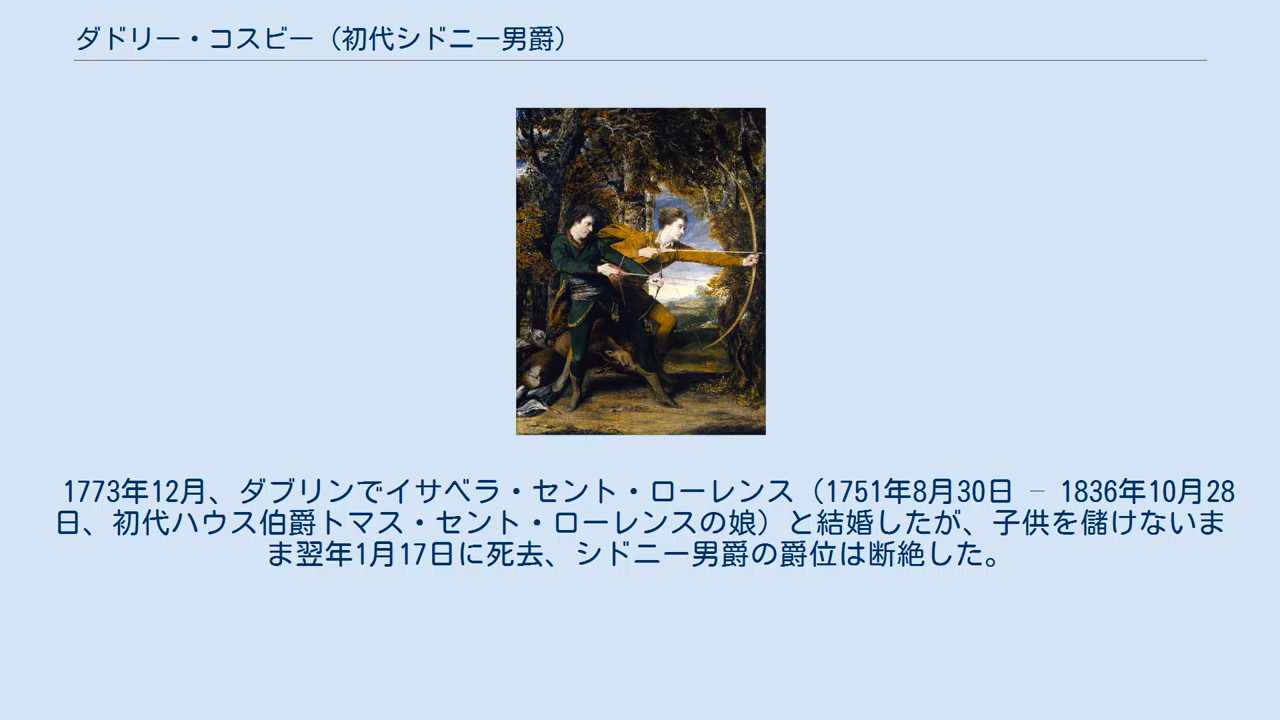 ダドリー・コスビー（初代シドニー男爵）
1773年12月、ダブリンでイサベラ・セント・ローレンス（1751年8月30日 – 1836年10月28
日、初代ハウス伯爵トマス・セント・ローレンスの娘）と結婚したが、子供を儲けないま
ま翌年1月17日に死去、シドニー男爵の爵位は断絶した。